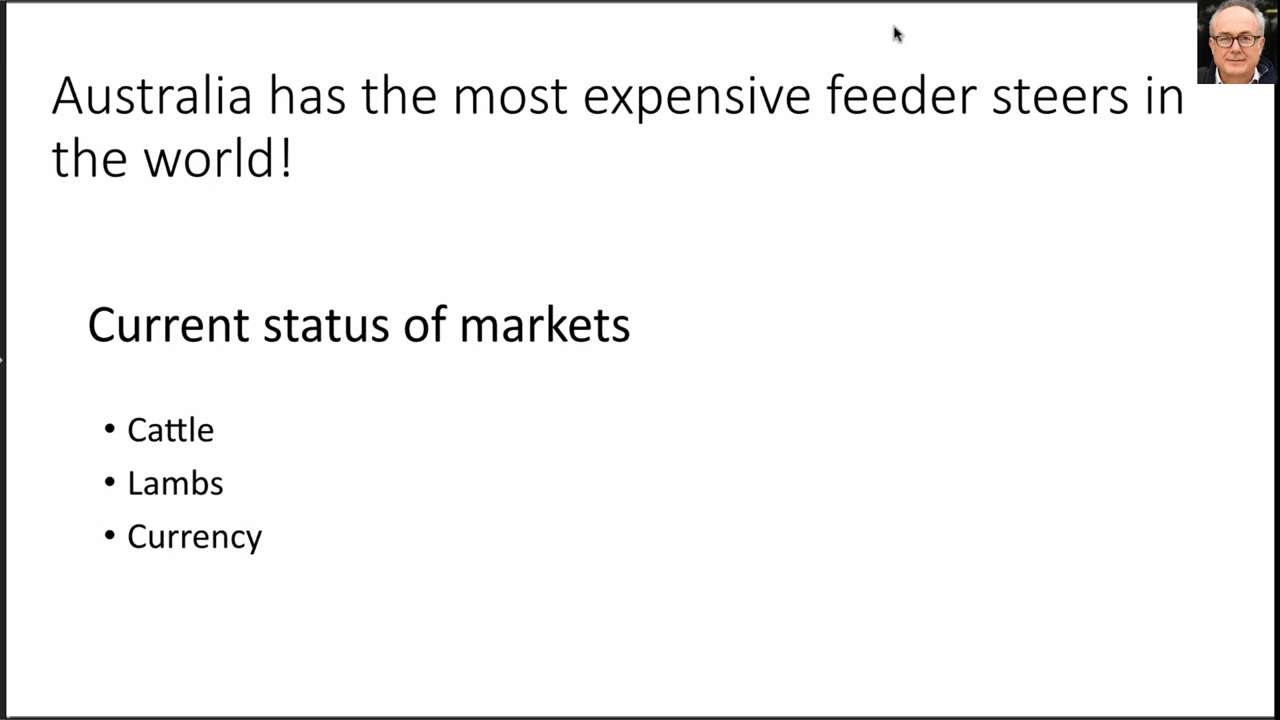 Australia has the most expensive feeder steers in
the world!
Current status of markets
• Cattle
• Lambs
• Currency